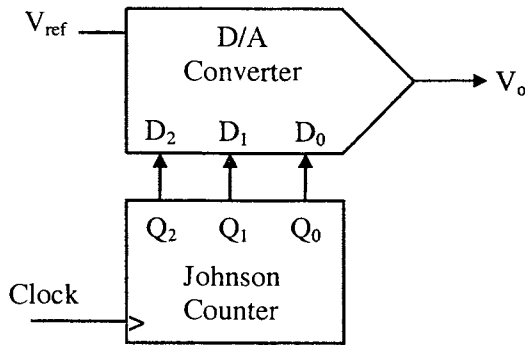 V_ref
D/A
Converter
V_o
D_2 D_1 D_0
Q_2 Q_1 Q_0
Johnson
Counter
Clock